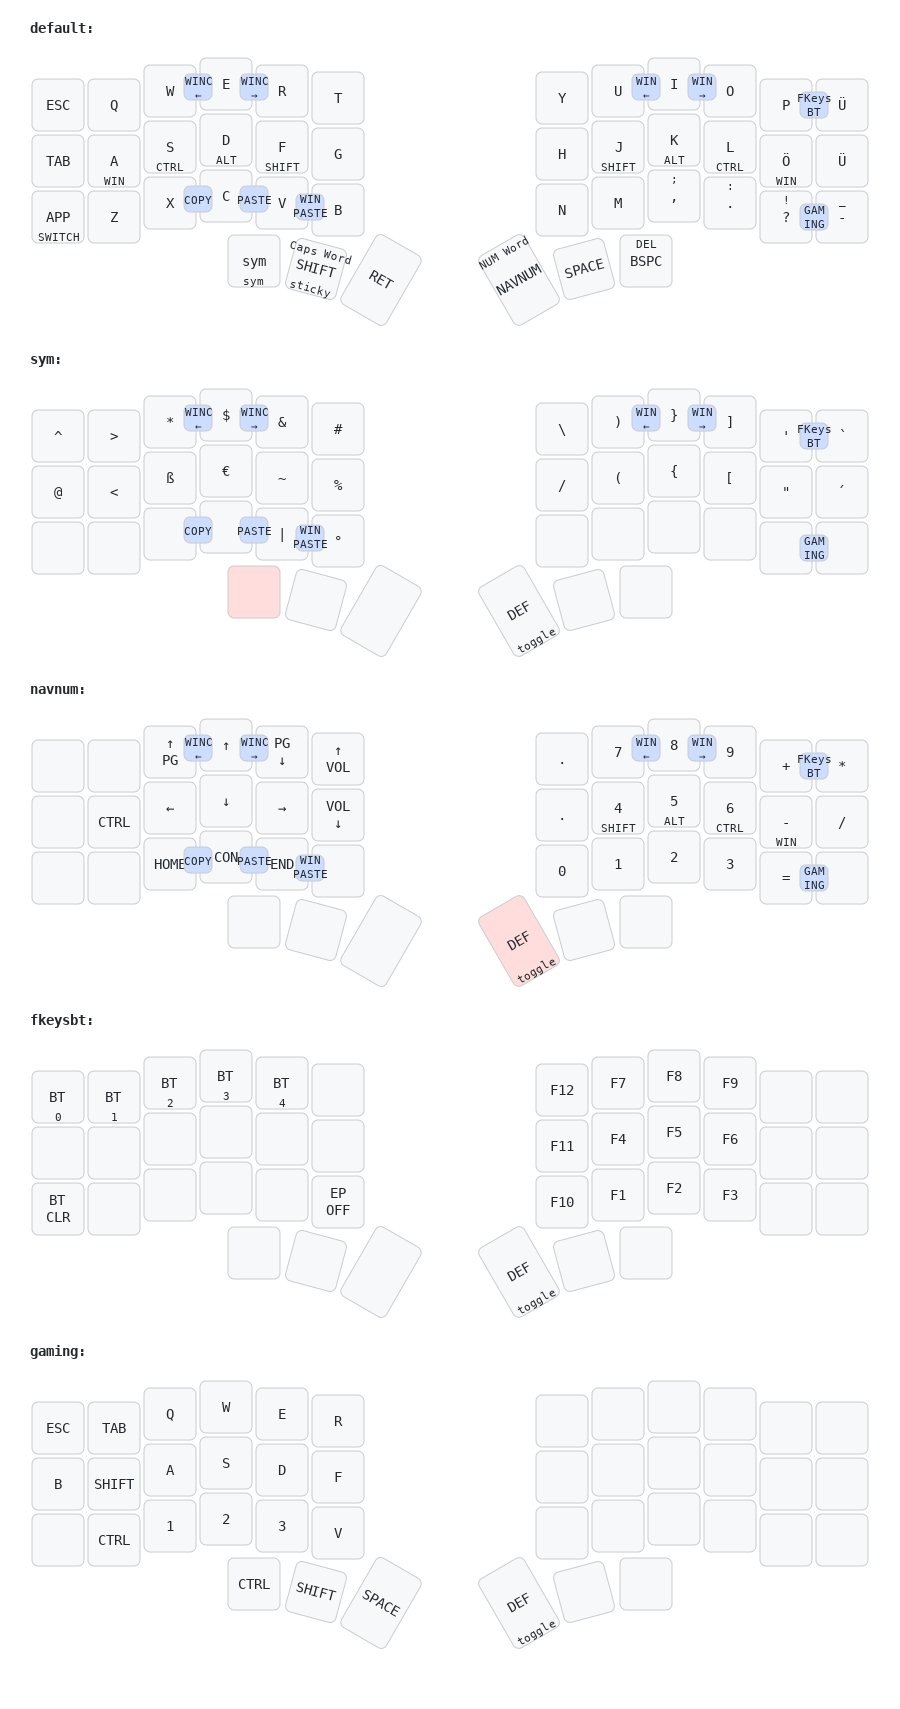 default:
ESC Q W WINC ← E WINC → R T Y U WIN ← I WIN → O P FKeys BT Ü
TAB A WIN S CTRL D ALT F SHIFT G H J SHIFT K ALT L CTRL Ö WIN Ü
APP SWITCH Z X COPY C PASTE V WIN PASTE B N M ; , : . ! ? GAM ING _ -
sym sym Caps Word SHIFT sticky RET NUM Word NAVNUM SPACE DEL BSPC
sym:
^ > * WINC ← $ WINC → & # \ ) WIN ← } WIN → ] ' FKeys BT `
@ < ß € ~ % / ( { [ " ´
COPY PASTE | WIN PASTE ° GAM ING
DEF toggle
navnum:
↑ PG WINC ← ↑ WINC → PG ↓ ↑ VOL . 7 WIN ← 8 WIN → 9 + FKeys BT *
CTRL ← ↓ → VOL ↓ . 4 SHIFT 5 ALT 6 CTRL - WIN /
HOME COPY CON PASTE END WIN PASTE 0 1 2 3 = GAM ING
DEF toggle
fkeysbt:
BT 0 BT 1 BT 2 BT 3 BT 4 F12 F7 F8 F9
F11 F4 F5 F6
BT CLR EP OFF F10 F1 F2 F3
DEF toggle
gaming:
ESC TAB Q W E R
B SHIFT A S D F
CTRL 1 2 3 V
CTRL SHIFT SPACE DEF toggle